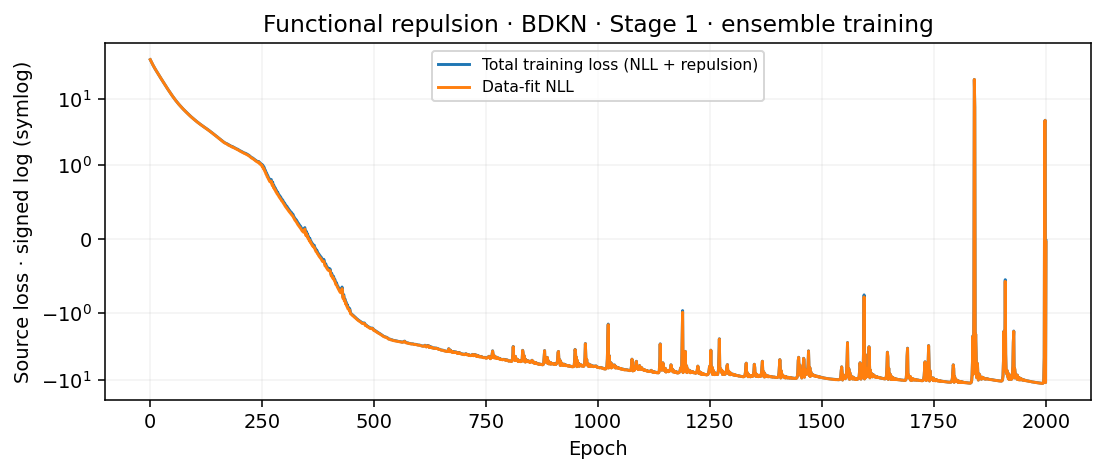 Functional repulsion · BDKN · Stage 1 · ensemble training
Total training loss (NLL + repulsion)
Data-fit NLL
Source loss · signed log (symlog)
10¹
10⁰
0
−10⁰
−10¹
0 250 500 750 1000 1250 1500 1750 2000
Epoch